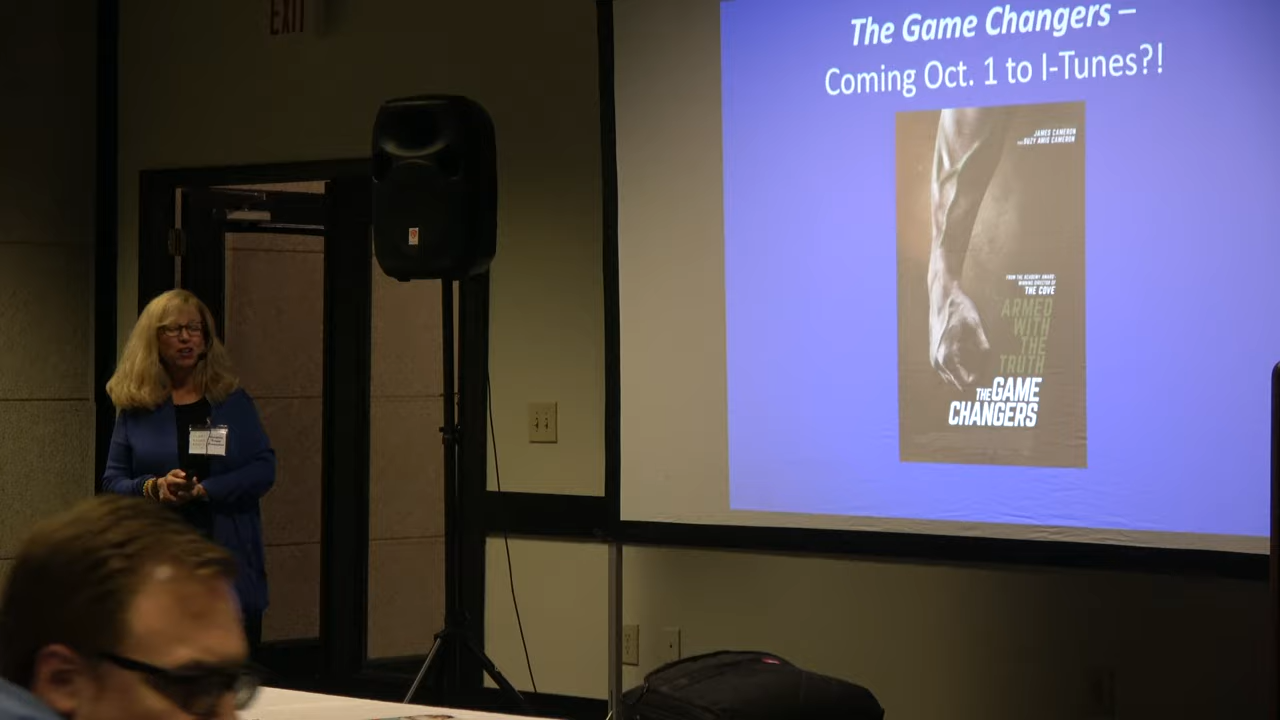 EXIT
The Game Changers –
Coming Oct. 1 to I-Tunes?!
JAMES CAMERON
AND SUZY AMIS CAMERON
FROM THE ACADEMY AWARD-
WINNING DIRECTOR OF
THE COVE
ARMED
WITH
THE
TRUTH
THE GAME
CHANGERS